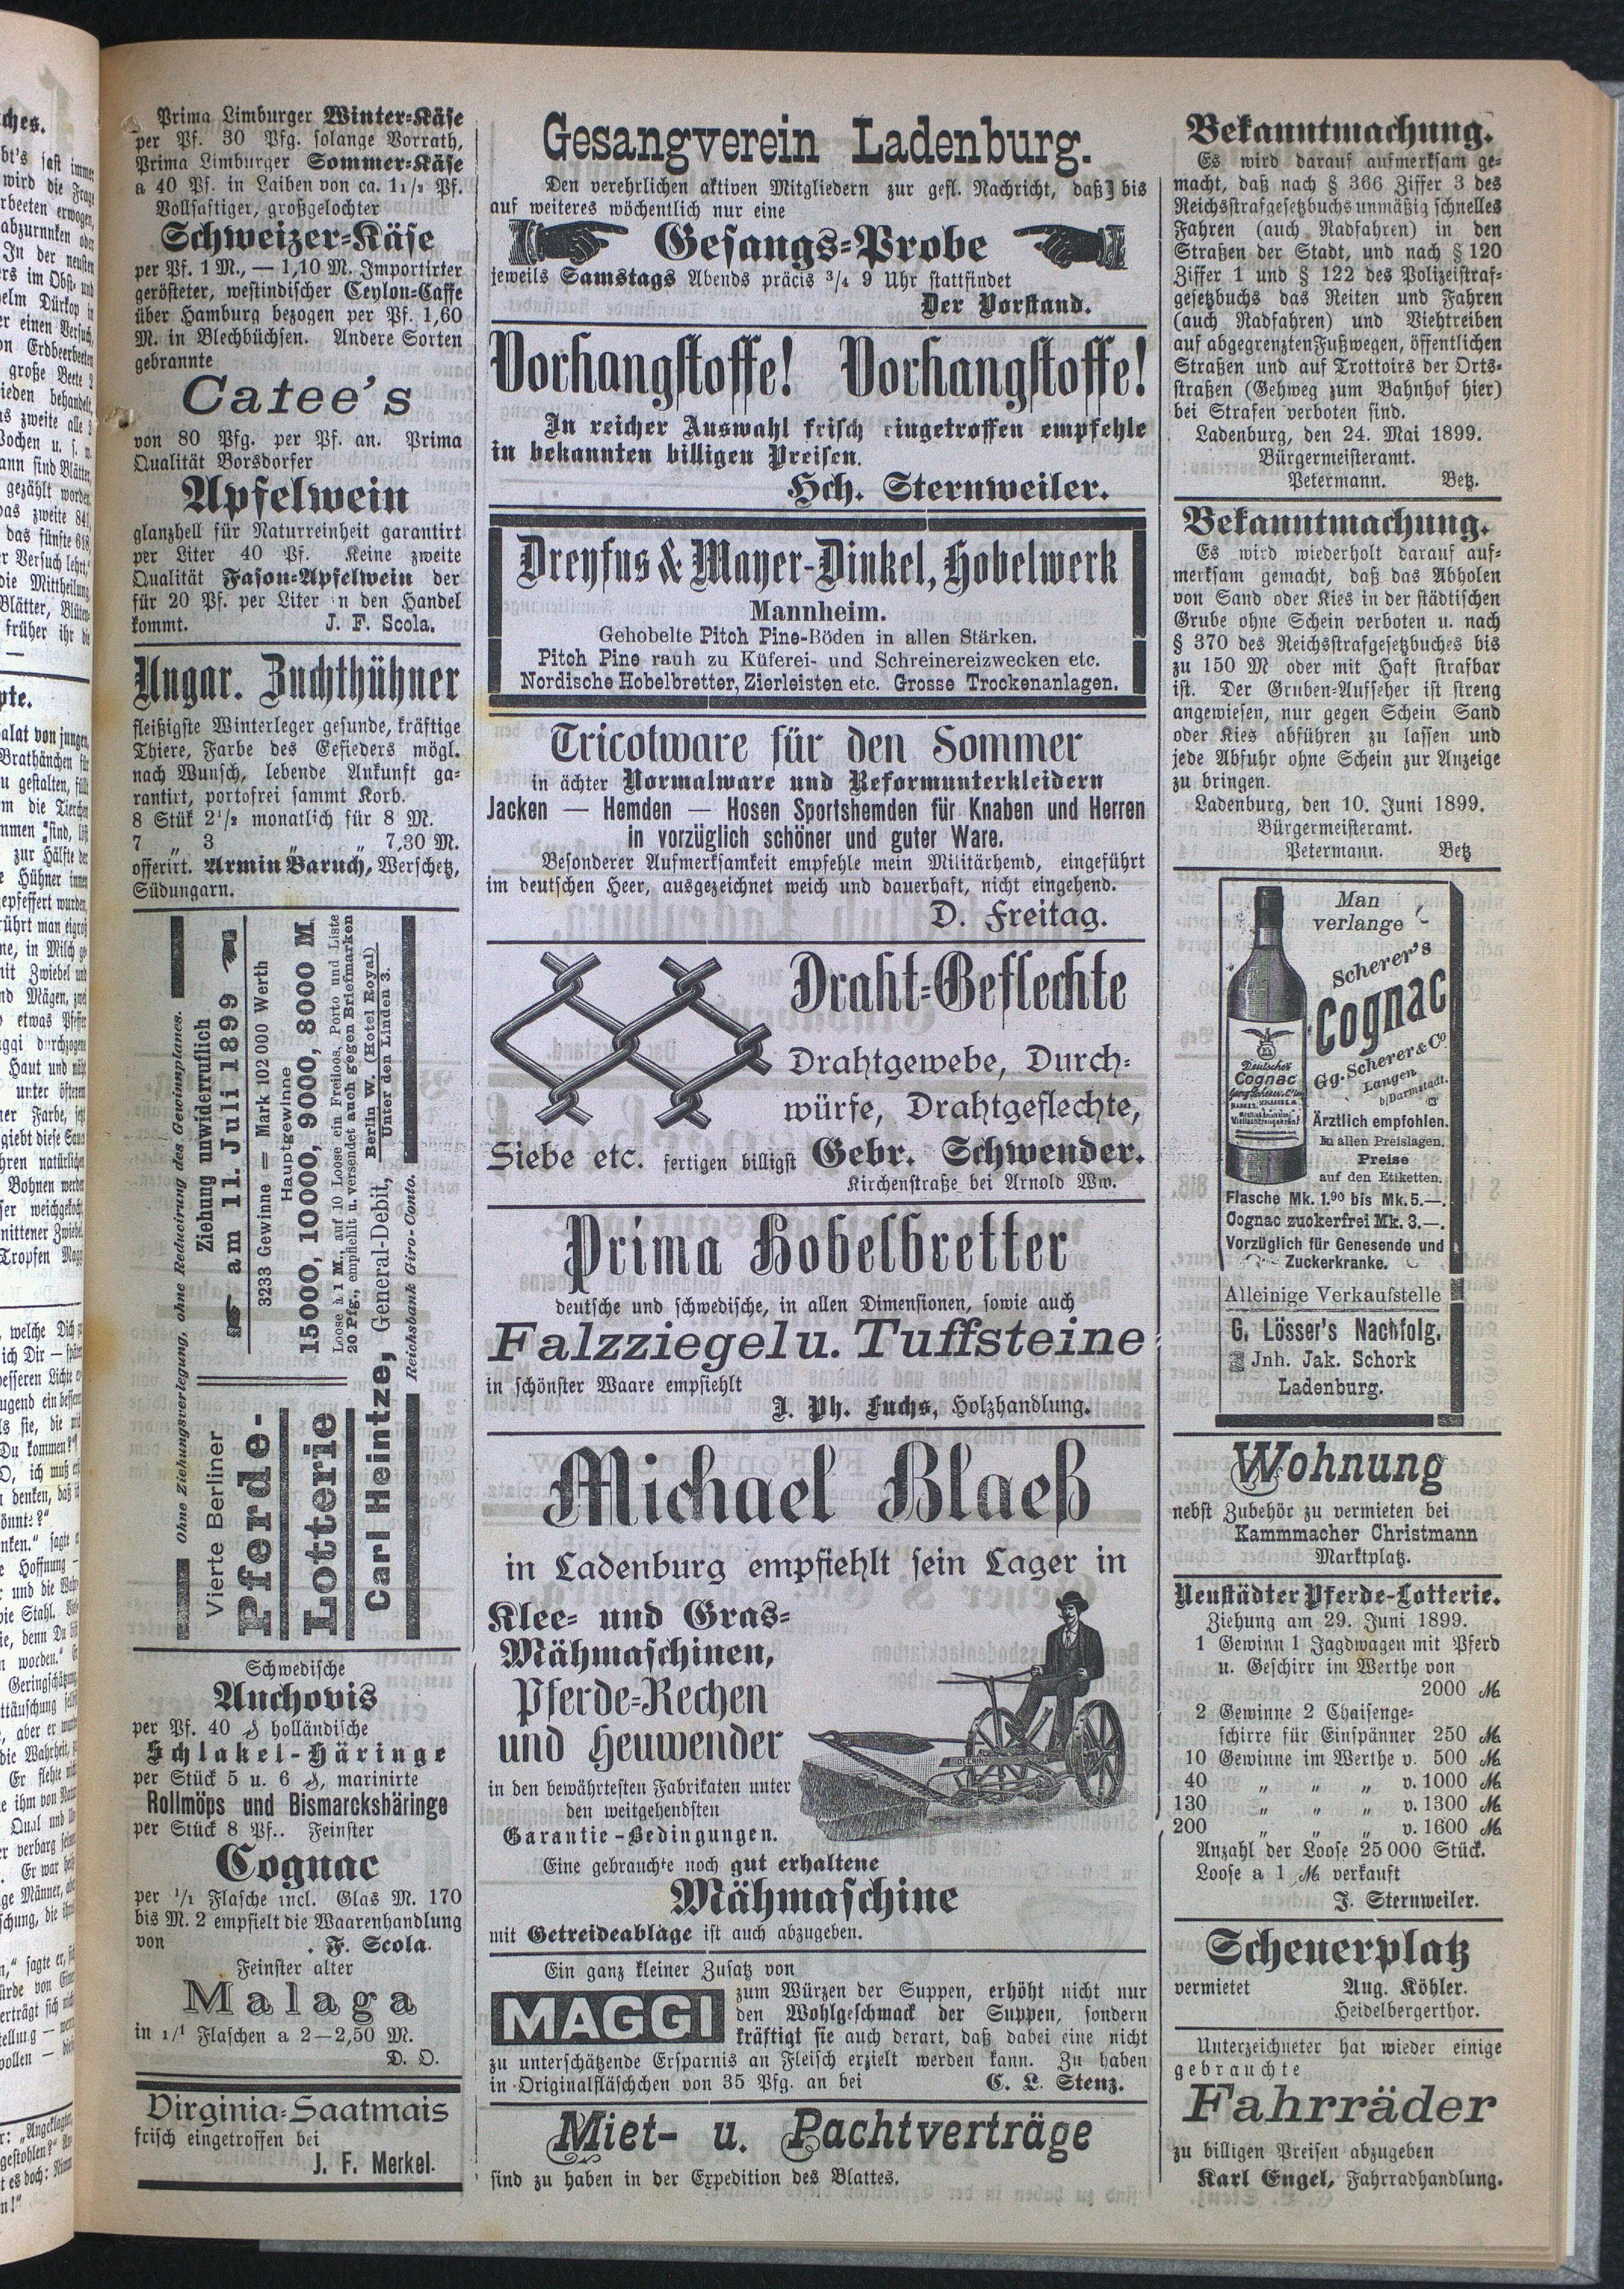 Prima Limburger Winter-Käse
per Pf. 30 Pfg. solange Vorrath,
Prima Limburger Sommer-Käse
a 40 Pf. in Laiben von ca. 1 1/2 Pf.
Vollsaftiger, großgelochter
Schweizer-Käse
per Pf. 1 M., — 1,10 M. Importirter
gerösteter, westindischer Ceylon-Caffe
über Hamburg bezogen per Pf. 1,60
M. in Blechbüchsen. Andere Sorten
gebrannte
Catee's
von 80 Pfg. per Pf. an. Prima
Qualität Borsdorfer
Apfelwein
glanzhell für Naturreinheit garantirt
per Liter 40 Pf. Keine zweite
Qualität Fason-Apfelwein der
für 20 Pf. per Liter n den Handel
kommt. J. F. Scola.
Ungar. Zuchthühner
fleißigste Winterleger gesunde, kräftige
Thiere, Farbe des Gefieders mögl.
nach Wunsch, lebende Ankunft ga-
rantirt, portofrei sammt Korb.
8 Stük 2 1/2 monatlich für 8 M.
7 „ 3 „ „ 7,30 M.
offerirt. Armin Baruch, Werschetz,
Südungarn.
Ohne Ziehungsverlegung, ohne Reducirung des Gewinnplanes.
Vierte Berliner
Pferde-
Lotterie
Ziehung unwiderruflich
am 11. Juli 1899
3233 Gewinne = Mark 102 000 Werth
Hauptgewinne
15000, 10000, 9000, 8000 M
Loose à 1 M., auf 10 Loose ein Freiloos, Porto und Liste
20 Pfg., empfiehlt u. versendet auch gegen Briefmarken
Carl Heintze, General-Debit, Berlin W. (Hotel Royal)
Unter den Linden 3.
Reichsbank Giro-Conto.
Schwedische
Anchovis
per Pf. 40 ₰ holländische
Schlakel-Häringe
per Stück 5 u. 6 ₰, marinirte
Rollmöps und Bismarckshäringe
per Stück 8 Pf.. Feinster
Cognac
per 1/1 Flasche incl. Glas M. 170
bis M. 2 empfielt die Waarenhandlung
von . F. Scola.
Feinster alter
Malaga
in 1/1 Flaschen a 2—2,50 M.
D. O.
Virginia-Saatmais
frisch eingetroffen bei
J. F. Merkel.
Gesangverein Ladenburg.
Den verehrlichen aktiven Mitgliedern zur gefl. Nachricht, daß bis
auf weiteres wöchentlich nur eine
Gesangs-Probe
jeweils Samstags Abends präcis 3/4 9 Uhr stattfindet
Der Vorstand.
Vorhangstoffe! Vorhangstoffe!
In reicher Auswahl frisch eingetroffen empfehle
in bekannten billigen Preisen.
Hch. Sternweiler.
Dreyfus & Mayer-Dinkel, Hobelwerk
Mannheim.
Gehobelte Pitch Pine-Böden in allen Stärken.
Pitch Pine rauh zu Küferei- und Schreinereizwecken etc.
Nordische Hobelbretter, Zierleisten etc. Grosse Trockenanlagen.
Tricotware für den Sommer
in ächter Normalware und Reformunterkleidern
Jacken — Hemden — Hosen Sportshemden für Knaben und Herren
in vorzüglich schöner und guter Ware.
Besonderer Aufmerksamkeit empfehle mein Militärhemd, eingeführt
im deutschen Heer, ausgezeichnet weich und dauerhaft, nicht eingehend.
D. Freitag.
Draht-Geflechte
Drahtgewebe, Durch-
würfe, Drahtgeflechte,
Siebe etc. fertigen billigst Gebr. Schwender.
Kirchenstraße bei Arnold Ww.
Prima Hobelbretter
deutsche und schwedische, in allen Dimensionen, sowie auch
Falzziegel u. Tuffsteine
in schönster Waare empfiehlt
J. Ph. Fuchs, Holzhandlung.
Michael Blaeß
in Ladenburg empfiehlt sein Lager in
Klee- und Gras-
Mähmaschinen,
Pferde-Rechen
und Heuwender
in den bewährtesten Fabrikaten unter
den weitgehendsten
Garantie-Bedingungen.
DEERING
Eine gebrauchte noch gut erhaltene
Mähmaschine
mit Getreideablage ist auch abzugeben.
Ein ganz kleiner Zusatz von
MAGGI
zum Würzen der Suppen, erhöht nicht nur
den Wohlgeschmack der Suppen, sondern
kräftigt sie auch derart, daß dabei eine nicht
zu unterschätzende Ersparnis an Fleisch erzielt werden kann. Zu haben
in Originalfläschchen von 35 Pfg. an bei C. L. Stenz.
Miet- u. Pachtverträge
sind zu haben in der Expedition des Blattes.
Bekanntmachung.
Es wird darauf aufmerksam ge-
macht, daß nach § 366 Ziffer 3 des
Reichsstrafgesetzbuchs unmäßig schnelles
Fahren (auch Radfahren) in den
Straßen der Stadt, und nach § 120
Ziffer 1 und § 122 des Polizeistraf-
gesetzbuchs das Reiten und Fahren
(auch Radfahren) und Viehtreiben
auf abgegrenzten Fußwegen, öffentlichen
Straßen und auf Trottoirs der Orts-
straßen (Gehweg zum Bahnhof hier)
bei Strafen verboten sind.
Ladenburg, den 24. Mai 1899.
Bürgermeisteramt.
Petermann. Betz.
Bekanntmachung.
Es wird wiederholt darauf auf-
merksam gemacht, daß das Abholen
von Sand oder Kies in der städtischen
Grube ohne Schein verboten u. nach
§ 370 des Reichsstrafgesetzbuches bis
zu 150 M oder mit Haft strafbar
ist. Der Gruben-Aufseher ist streng
angewiesen, nur gegen Schein Sand
oder Kies abführen zu lassen und
jede Abfuhr ohne Schein zur Anzeige
zu bringen.
Ladenburg, den 10. Juni 1899.
Bürgermeisteramt.
Petermann. Betz
Man
verlange
Scherer's
Cognac
Gg. Scherer & Co.
Langen
b/Darmstadt.
Deutscher
Cognac
Ärztlich empfohlen.
In allen Preislagen.
Preise
auf den Etiketten.
Flasche Mk. 1.90 bis Mk. 5.—.
Cognac zuckerfrei Mk. 3.—.
Vorzüglich für Genesende und
Zuckerkranke.
Alleinige Verkaufstelle
G. Lösser's Nachfolg.
Jnh. Jak. Schork
Ladenburg.
Wohnung
nebst Zubehör zu vermieten bei
Kammmacher Christmann
Marktplatz.
Neustädter Pferde-Lotterie.
Ziehung am 29. Juni 1899.
1 Gewinn 1 Jagdwagen mit Pferd
u. Geschirr im Werthe von
2000 M
2 Gewinne 2 Chaisenge-
schirre für Einspänner 250 M
10 Gewinne im Werthe v. 500 M
40 „ „ „ v. 1000 M
130 „ „ „ v. 1300 M
200 „ „ „ v. 1600 M
Anzahl der Loose 25 000 Stück.
Loose a 1 M verkauft
J. Sternweiler.
Scheuerplatz
vermietet Aug. Köhler.
Heidelbergerthor.
Unterzeichneter hat wieder einige
gebrauchte
Fahrräder
zu billigen Preisen abzugeben
Karl Engel, Fahrradhandlung.